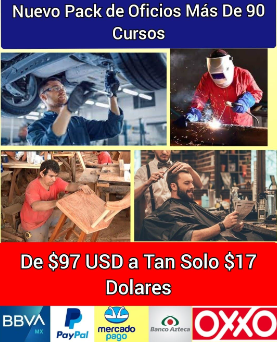 Nuevo Pack de Oficios Más De 90
Cursos
De $97 USD a Tan Solo $17
Dolares
BBVA
MX
PayPal
mercado
pago
Banco Azteca
OXXO